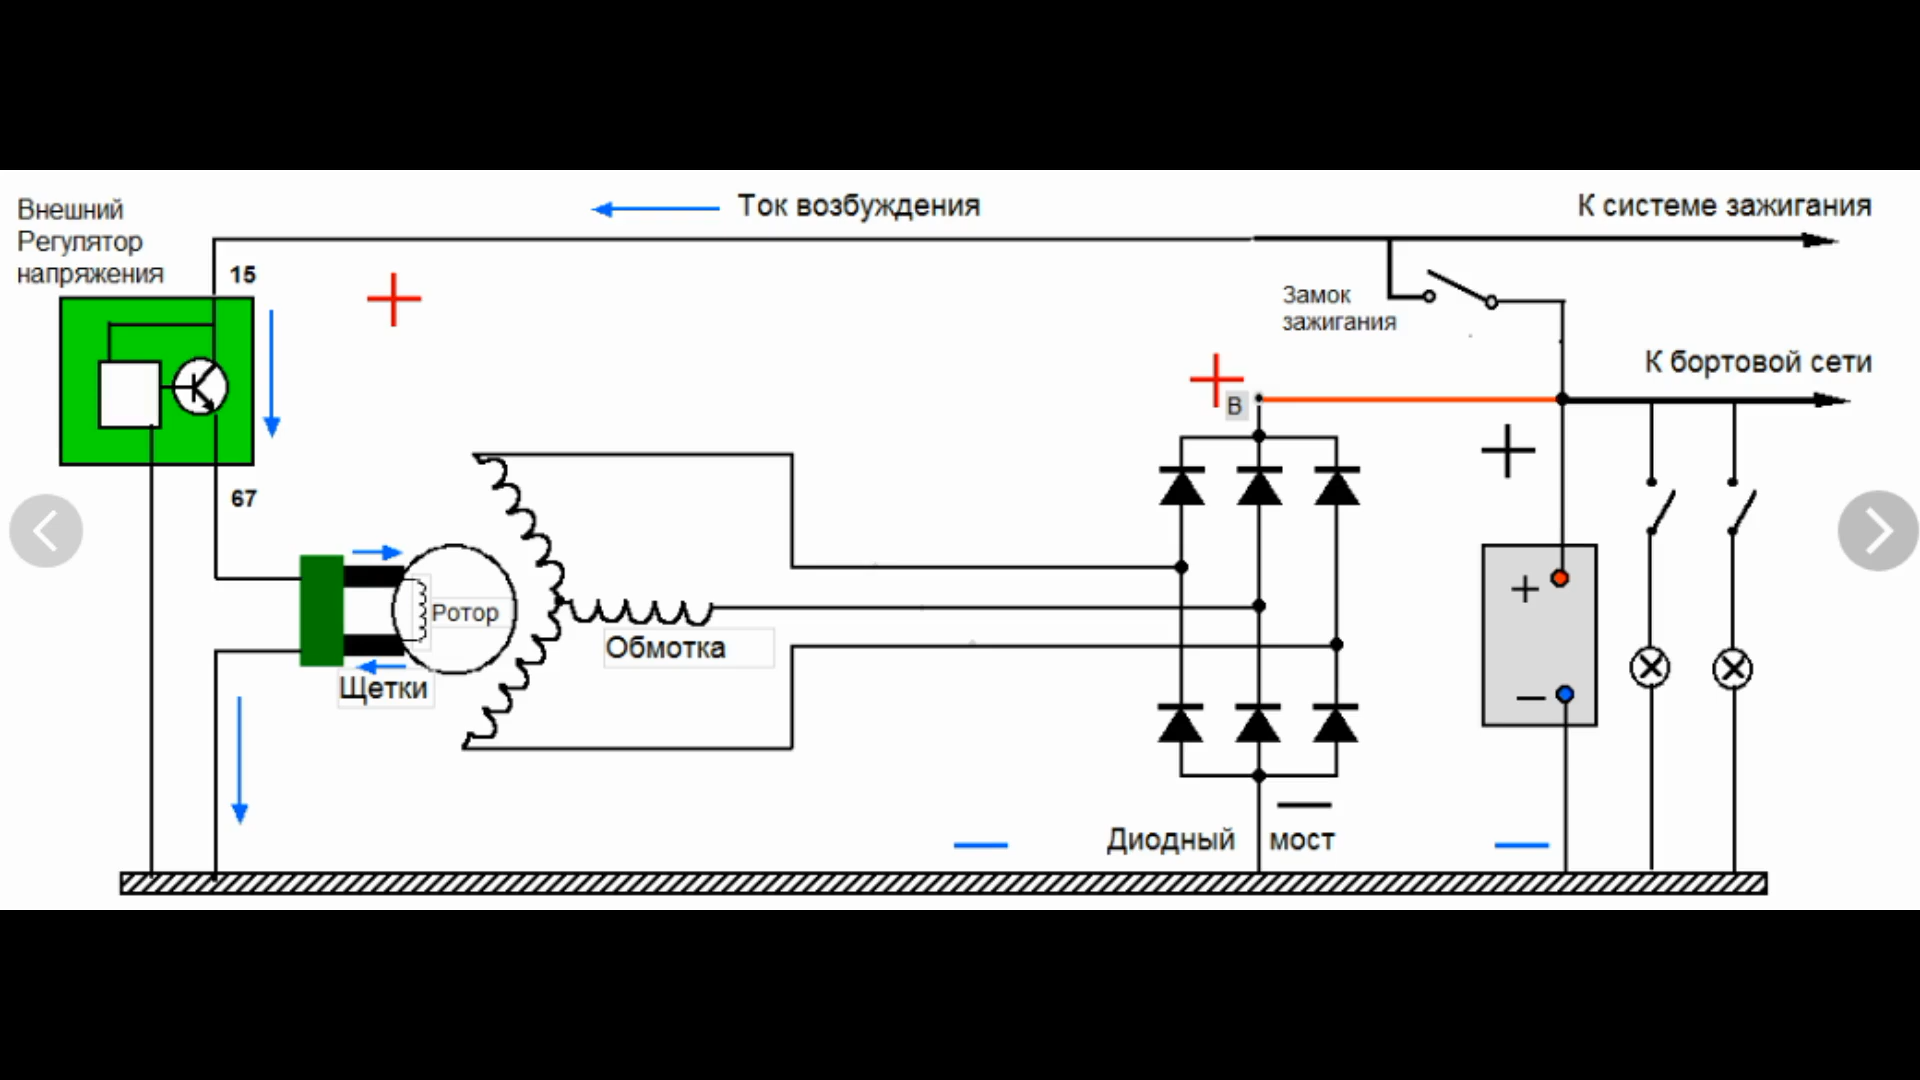 Внешний
Регулятор
напряжения
Ток возбуждения
К системе зажигания
15
Замок
зажигания
К бортовой сети
В
67
Ротор
Обмотка
Щетки
Диодный мост